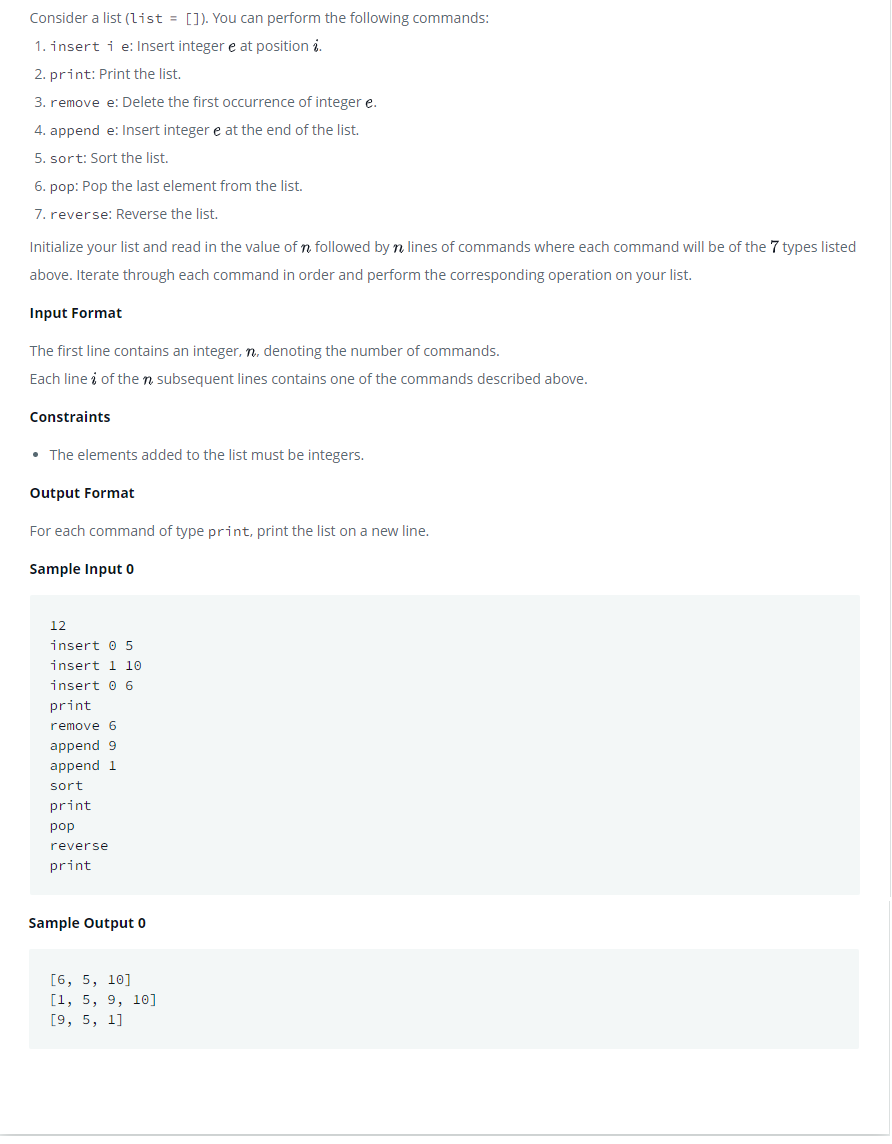 Consider a list (list = []). You can perform the following commands:
1. insert i e: Insert integer e at position i.
2. print: Print the list.
3. remove e: Delete the first occurrence of integer e.
4. append e: Insert integer e at the end of the list.
5. sort: Sort the list.
6. pop: Pop the last element from the list.
7. reverse: Reverse the list.
Initialize your list and read in the value of n followed by n lines of commands where each command will be of the 7 types listed
above. Iterate through each command in order and perform the corresponding operation on your list.
Input Format
The first line contains an integer, n, denoting the number of commands.
Each line i of the n subsequent lines contains one of the commands described above.
Constraints
• The elements added to the list must be integers.
Output Format
For each command of type print, print the list on a new line.
Sample Input 0
12
insert 0 5
insert 1 10
insert 0 6
print
remove 6
append 9
append 1
sort
print
pop
reverse
print
Sample Output 0
[6, 5, 10]
[1, 5, 9, 10]
[9, 5, 1]